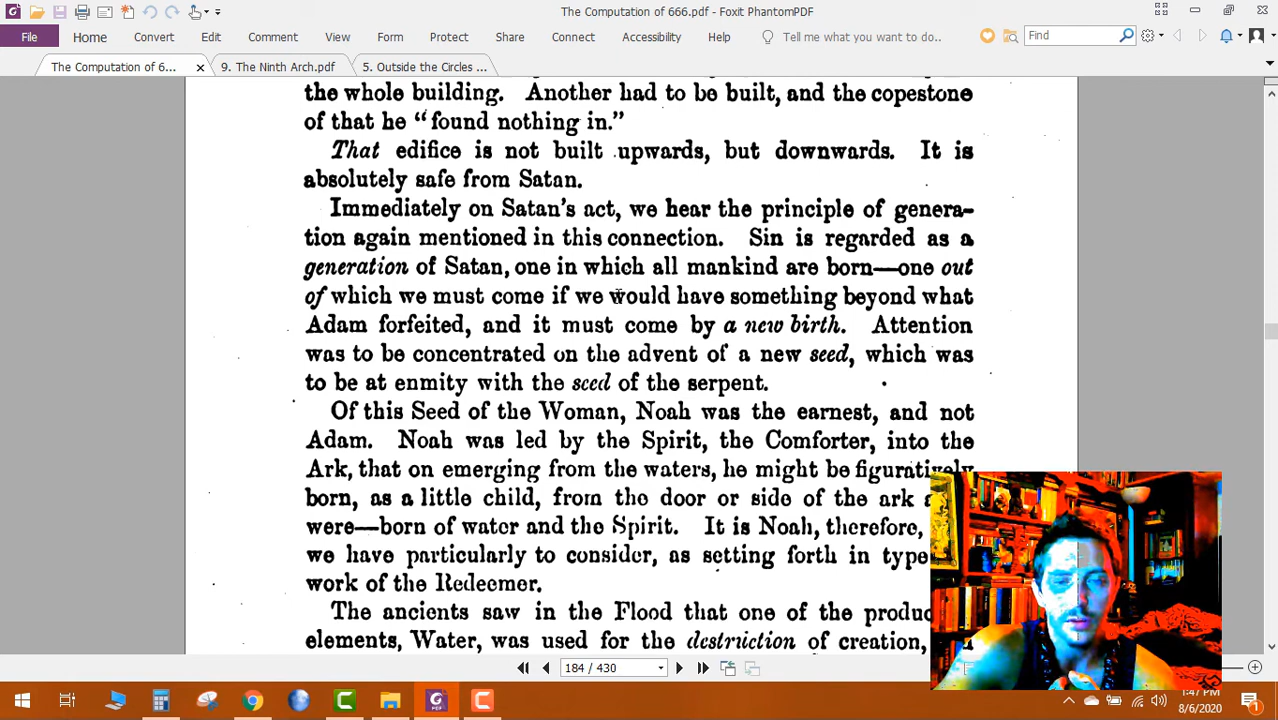 The Computation of 666.pdf - Foxit PhantomPDF
File Home Convert Edit Comment View Form Protect Share Connect Accessibility Help Tell me what you want to do.. Find
The Computation of 6... 9. The Ninth Arch.pdf 5. Outside the Circles ...
the whole building. Another had to be built, and the copestone
of that he “found nothing in.”
That edifice is not built upwards, but downwards. It is
absolutely safe from Satan.
Immediately on Satan's act, we hear the principle of genera-
tion again mentioned in this connection. Sin is regarded as a
generation of Satan, one in which all mankind are born—one out
of which we must come if we would have something beyond what
Adam forfeited, and it must come by a new birth. Attention
was to be concentrated on the advent of a new seed, which was
to be at enmity with the seed of the serpent.
Of this Seed of the Woman, Noah was the earnest, and not
Adam. Noah was led by the Spirit, the Comforter, into the
Ark, that on emerging from the waters, he might be figuratively
born, as a little child, from the door or side of the ark
were—born of water and the Spirit. It is Noah, therefore,
we have particularly to consider, as setting forth in type
work of the Redeemer.
The ancients saw in the Flood that one of the produc
elements, Water, was used for the destruction of creation,
184 / 430
1:47 PM
8/6/2020